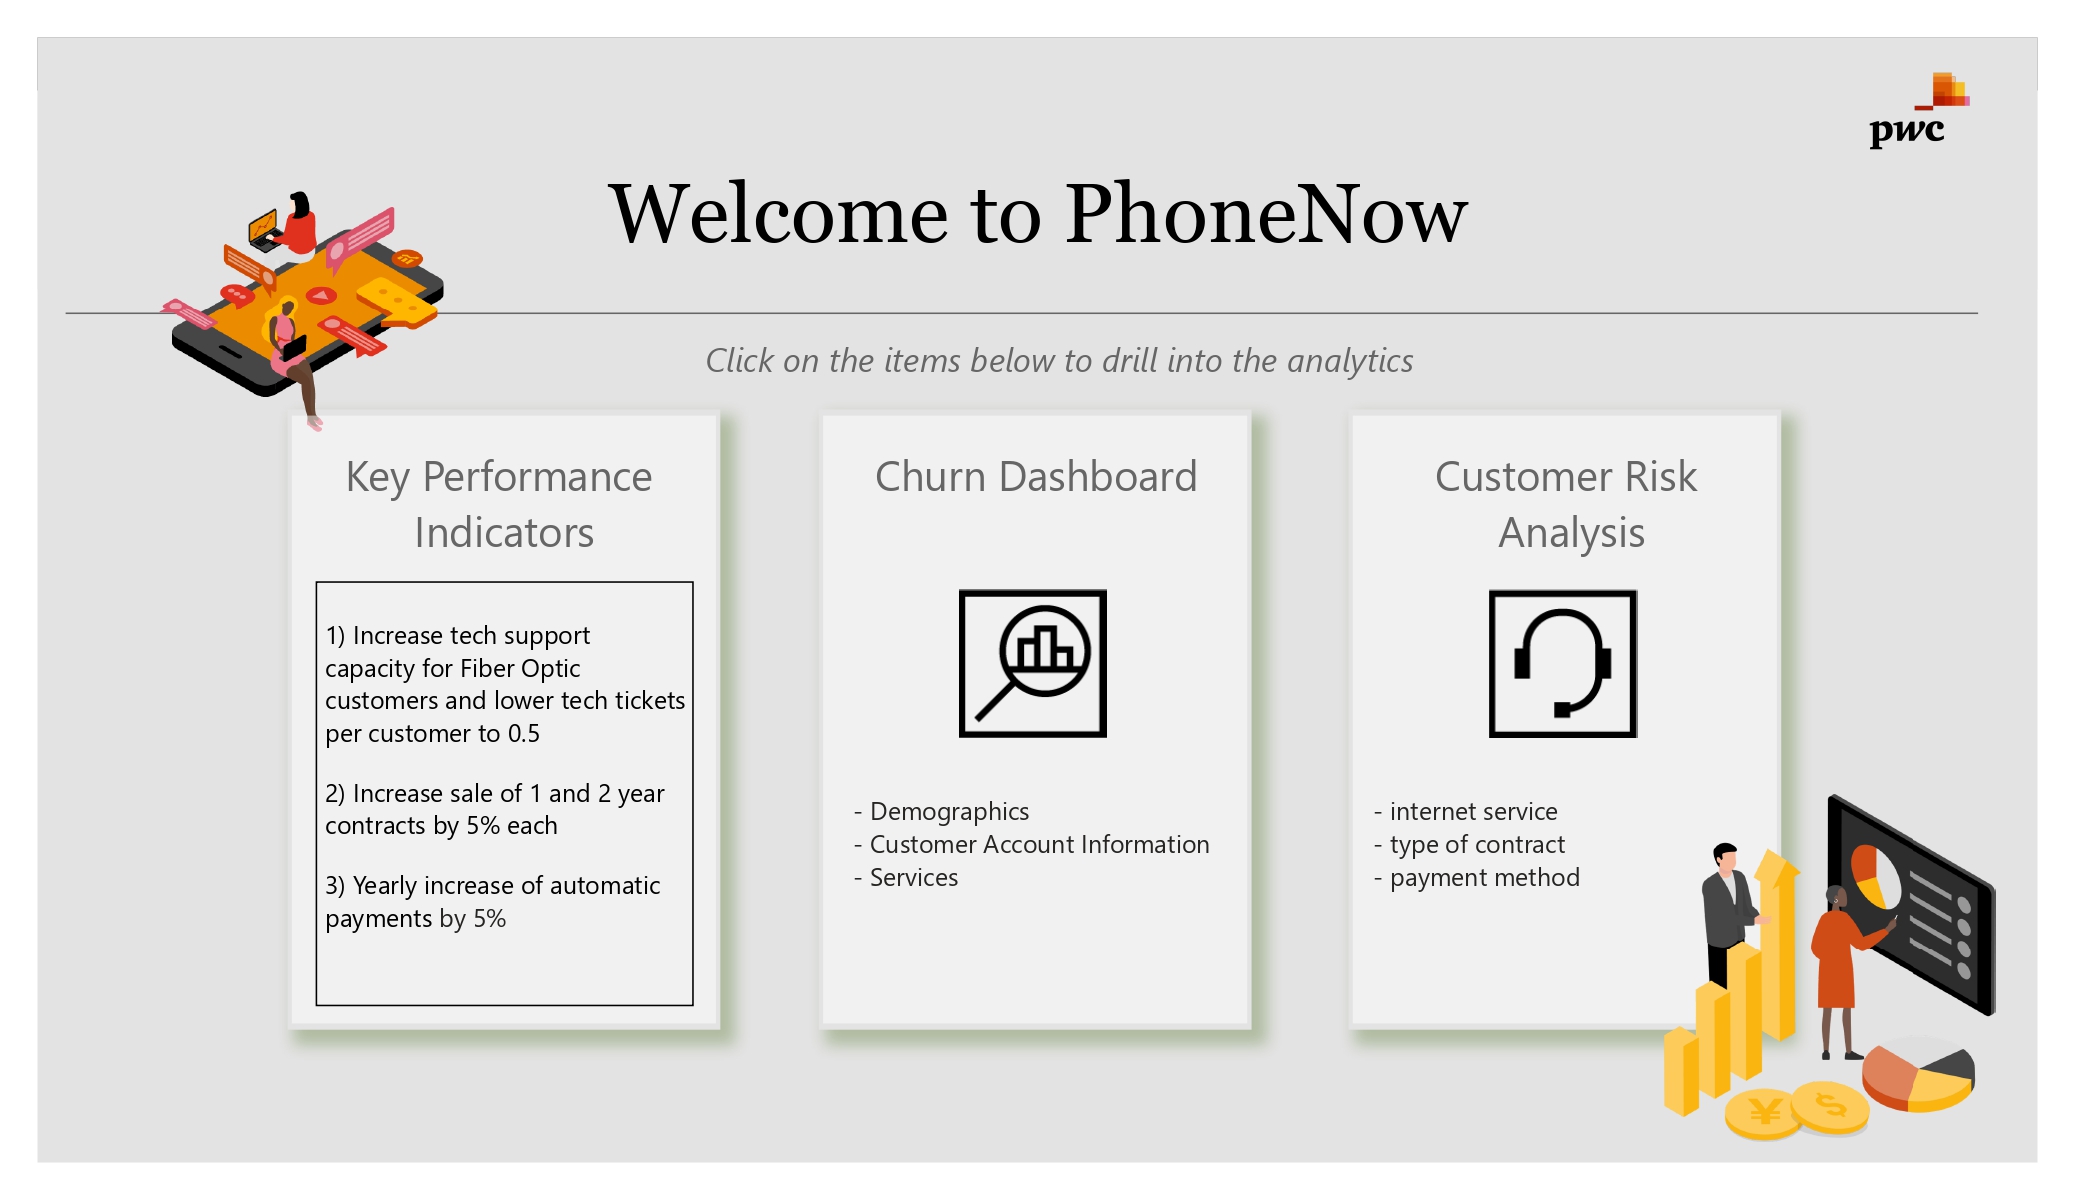 pwc
Welcome to PhoneNow
Click on the items below to drill into the analytics
Key Performance
Indicators
1) Increase tech support
capacity for Fiber Optic
customers and lower tech tickets
per customer to 0.5
2) Increase sale of 1 and 2 year
contracts by 5% each
3) Yearly increase of automatic
payments by 5%
Churn Dashboard
- Demographics
- Customer Account Information
- Services
Customer Risk
Analysis
- internet service
- type of contract
- payment method
¥
$